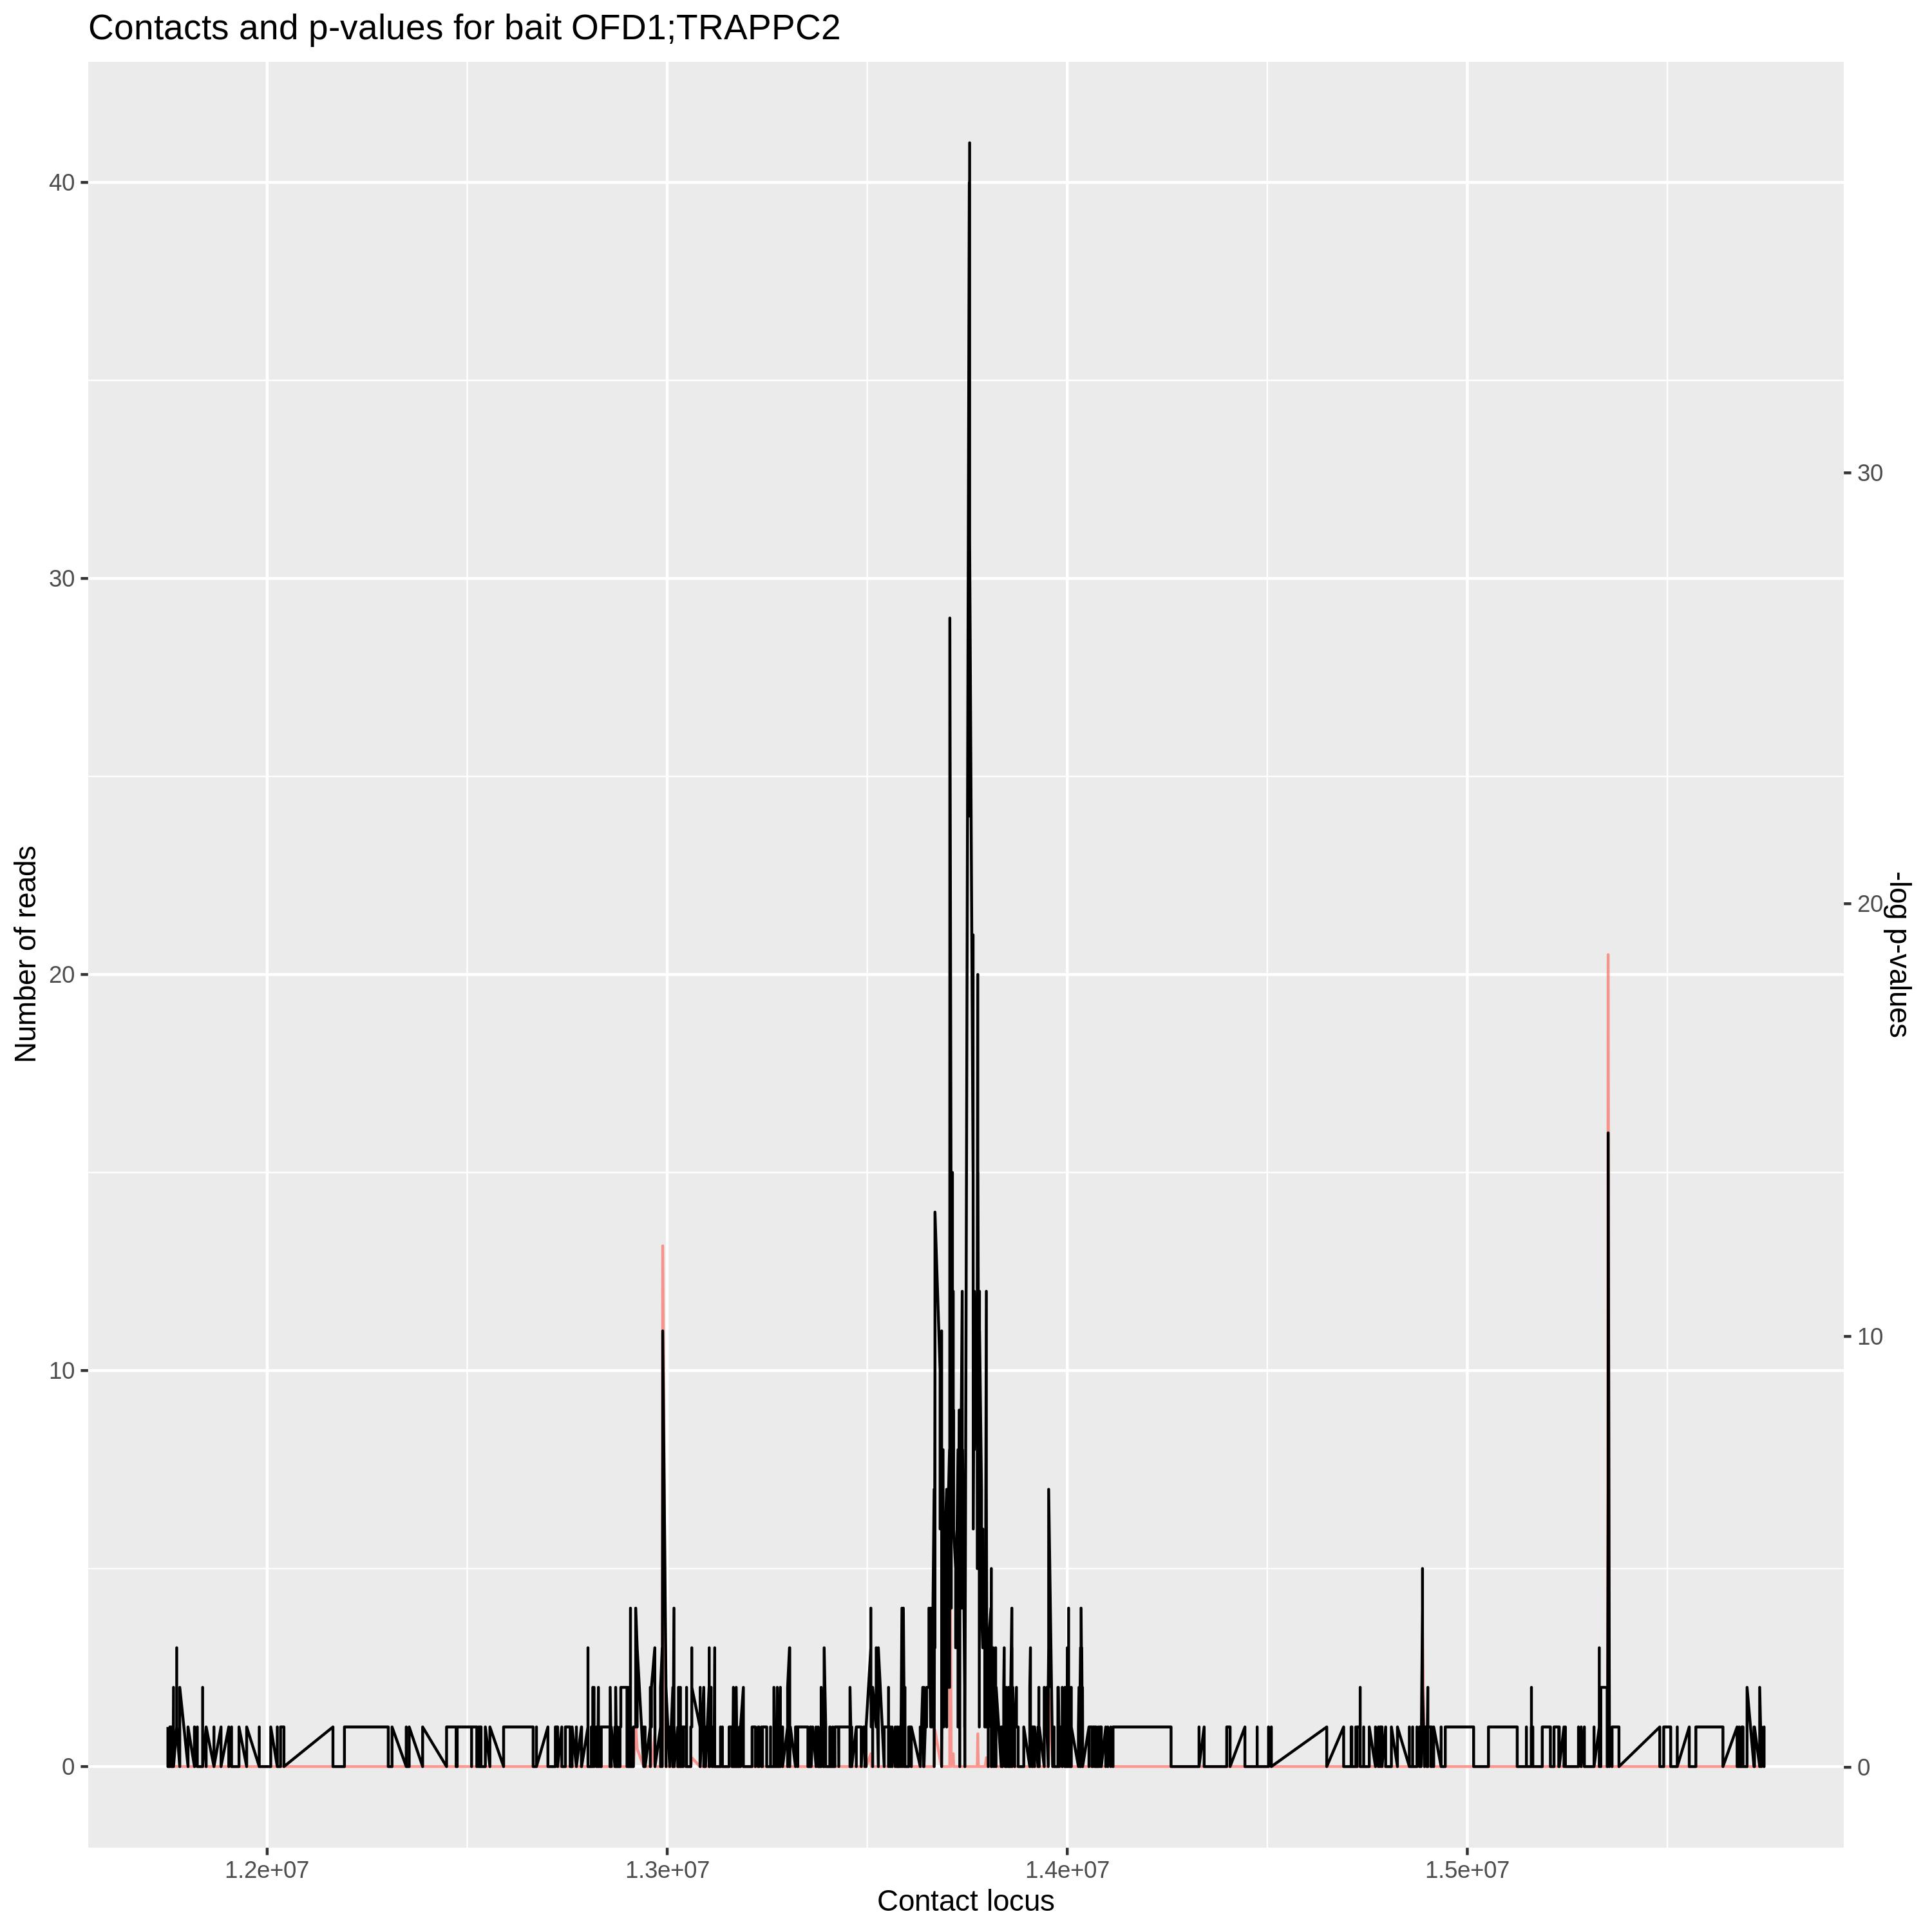 Contacts and p-values for bait OFD1;TRAPPC2
40
30
20
10
0
Number of reads
30
20
10
0
-log p-values
1.2e+07
1.3e+07
1.4e+07
1.5e+07
Contact locus